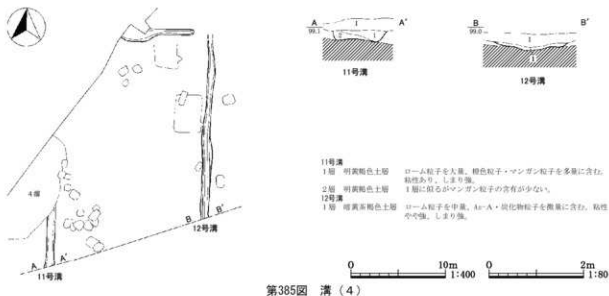 A A'
99.1
I
1
11号溝
B B'
99.0
I
12号溝
4層
B B'
12号溝
A A'
11号溝
11号溝
1層 明黄褐色土層 ローム粒子を大量、橙色粒子・マンガン粒子を多量に含む。
粘性あり、しまり強。
2層 明黄褐色土層 1層に似るがマンガン粒子の含有が少ない。
12号溝
1層 暗黄茶褐色土層 ローム粒子を中量、As-A・炭化物粒子を微量に含む。粘性
やや強、しまり強。
0 10m
1:400
0 2m
1:80
第385図 溝（4）